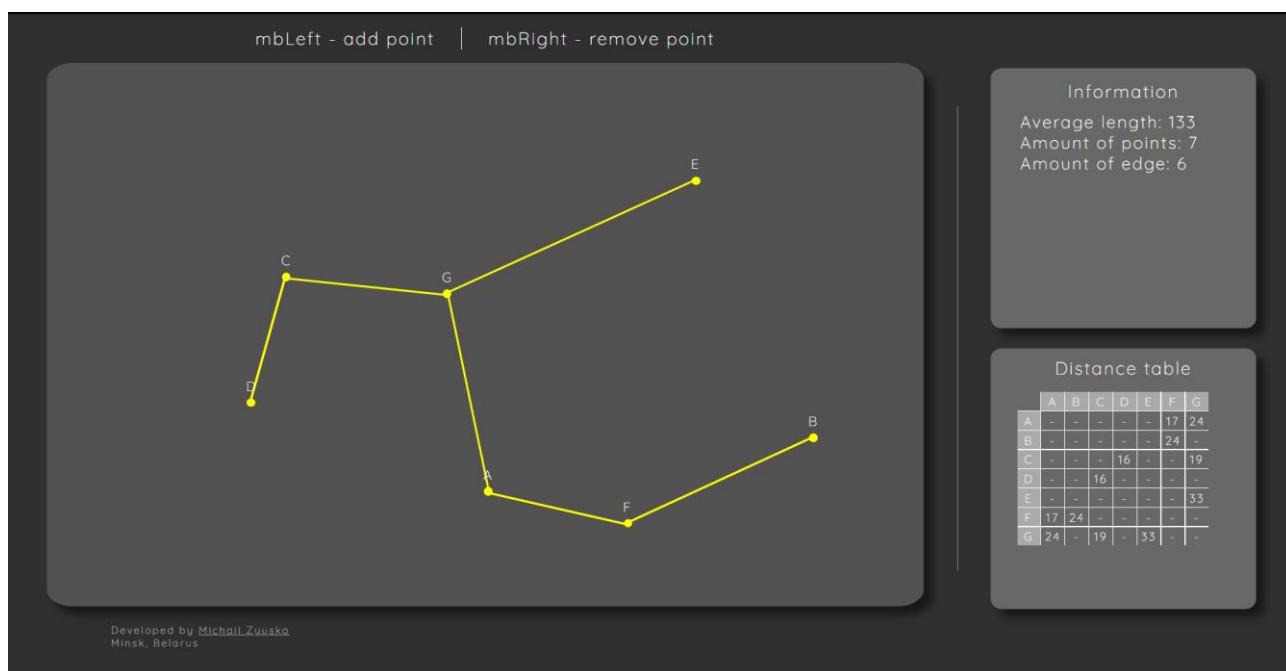 mbLeft - add point | mbRight - remove point
E
C
G
D
B
A
F
Information
Average length: 133
Amount of points: 7
Amount of edge: 6
Distance table
A B C D E F G
A - - - - - 17 24
B - - - - - 24 -
C - - - 16 - - 19
D - - 16 - - - -
E - - - - - - 33
F 17 24 - - - - -
G 24 - 19 - 33 - -
Developed by Michail Zyusko
Minsk, Belarus